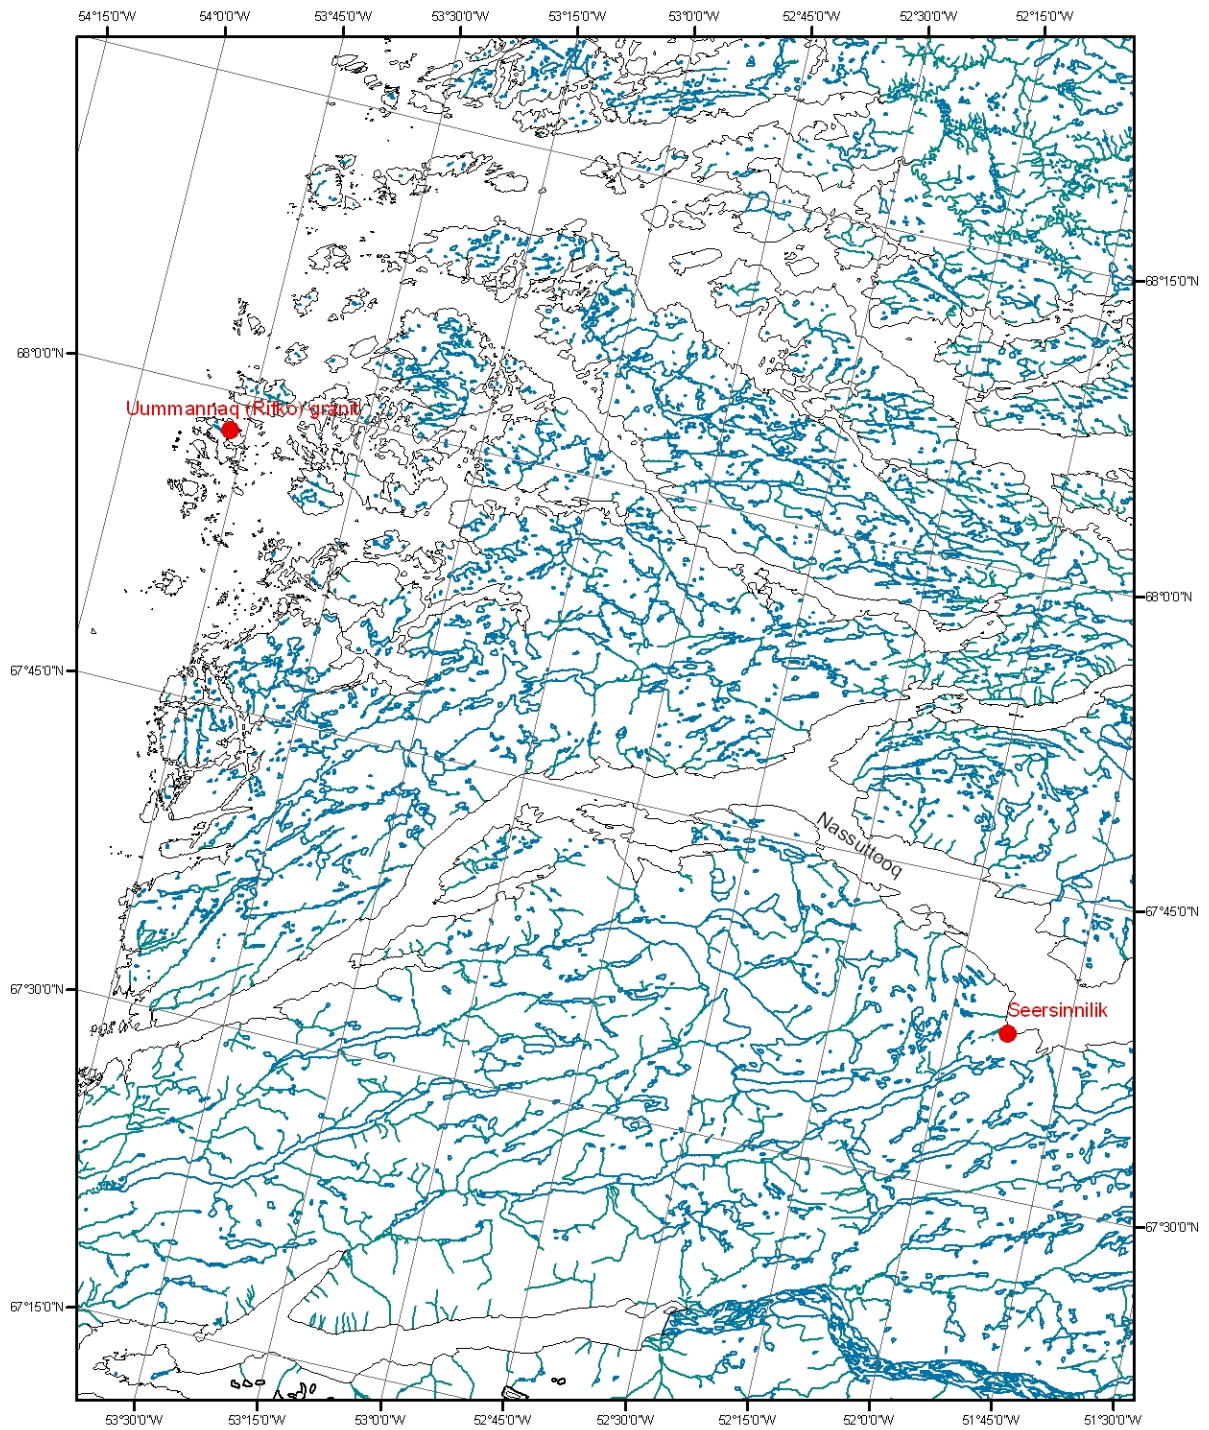 54°15'0"W 54°0'0"W 53°45'0"W 53°30'0"W 53°15'0"W 53°0'0"W 52°45'0"W 52°30'0"W 52°15'0"W
68°15'0"N
68°0'0"N
Uummannaq (Rifko) granit
68°0'0"N
67°45'0"N
Nassuttooq
67°45'0"N
67°30'0"N
Seersinnilik
67°30'0"N
67°15'0"N
53°30'0"W 53°15'0"W 53°0'0"W 52°45'0"W 52°30'0"W 52°15'0"W 52°0'0"W 51°45'0"W 51°30'0"W